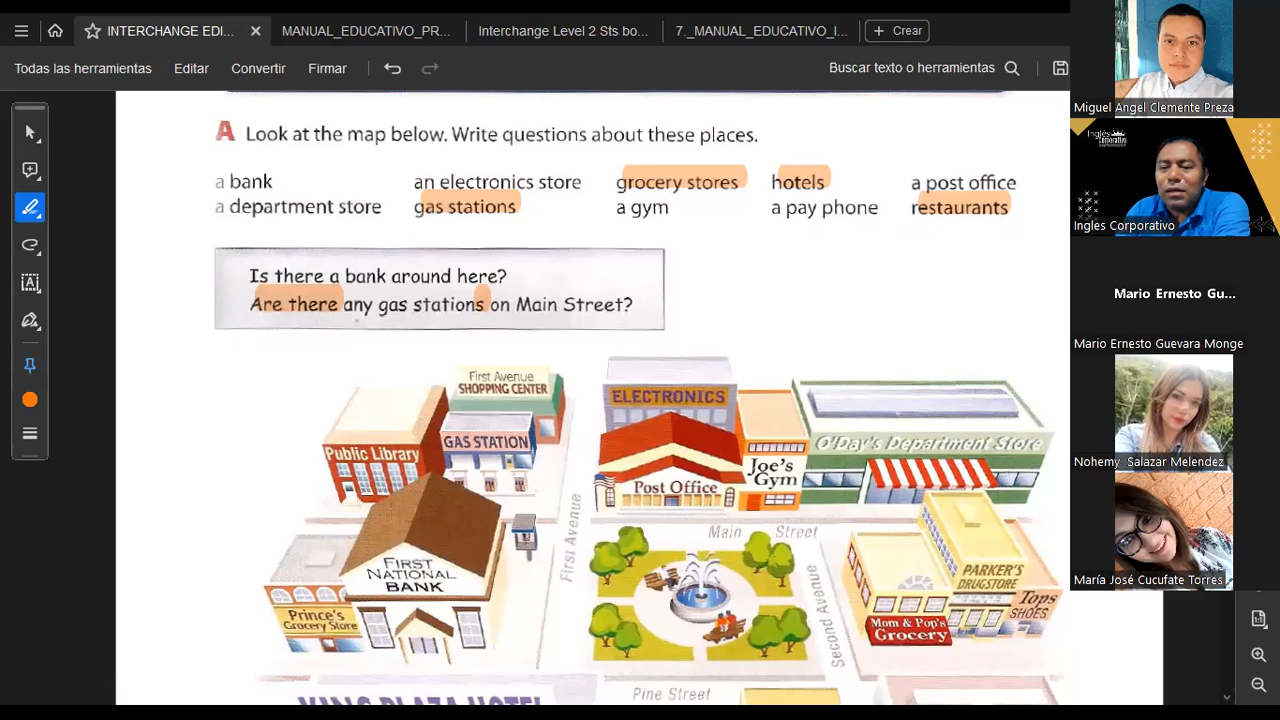 INTERCHANGE EDI...
MANUAL_EDUCATIVO_PR...
Interchange Level 2 Sts bo...
7._MANUAL_EDUCATIVO_I...
+ Crear
Todas las herramientas
Editar
Convertir
Firmar
Buscar texto o herramientas
A Look at the map below. Write questions about these places.
a bank an electronics store grocery stores hotels a post office
a department store gas stations a gym a pay phone restaurants
Is there a bank around here?
Are there any gas stations on Main Street?
First Avenue
SHOPPING CENTER
ELECTRONICS
Public Library
GAS STATION
O'Day's Department Store
Joe's
Gym
Post Office
First Avenue
Main Street
FIRST
NATIONAL
BANK
Prince's
Grocery Store
Second Avenue
PARKER'S
DRUGSTORE
Tops
SHOES
Mom & Pop's
Grocery
Pine Street
KING PLAZA HOTEL
Miguel Angel Clemente Preza
Inglés
Corporativo
Ingles Corporativo
Mario Ernesto Gu...
Mario Ernesto Guevara Monge
Nohemy Salazar Melendez
María José Cucufate Torres